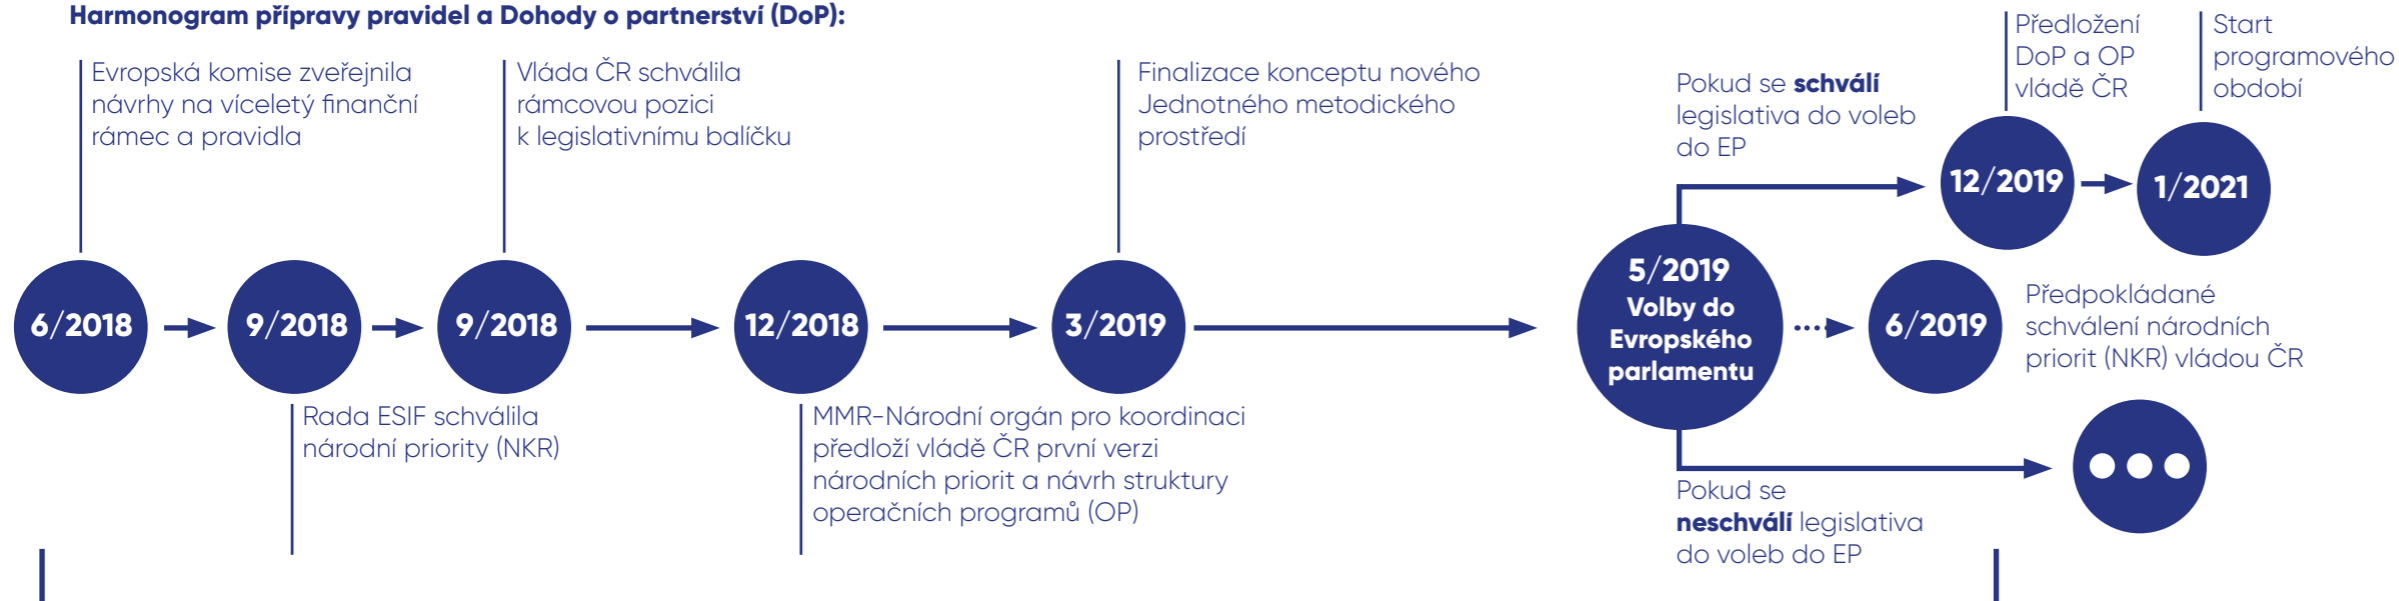 Harmonogram přípravy pravidel a Dohody o partnerství (DoP):
Evropská komise zveřejnila
návrhy na víceletý finanční
rámec a pravidla
Vláda ČR schválila
rámcovou pozici
k legislativnímu balíčku
Finalizace konceptu nového
Jednotného metodického
prostředí
Pokud se schválí
legislativa do voleb
do EP
Předložení
DoP a OP
vládě ČR
Start
programového
období
12/2019
1/2021
6/2018
9/2018
9/2018
12/2018
3/2019
5/2019
Volby do
Evropského
parlamentu
6/2019
Předpokládané
schválení národních
priorit (NKR) vládou ČR
Rada ESIF schválila
národní priority (NKR)
MMR-Národní orgán pro koordinaci
předloží vládě ČR první verzi
národních priorit a návrh struktury
operačních programů (OP)
Pokud se
neschválí legislativa
do voleb do EP